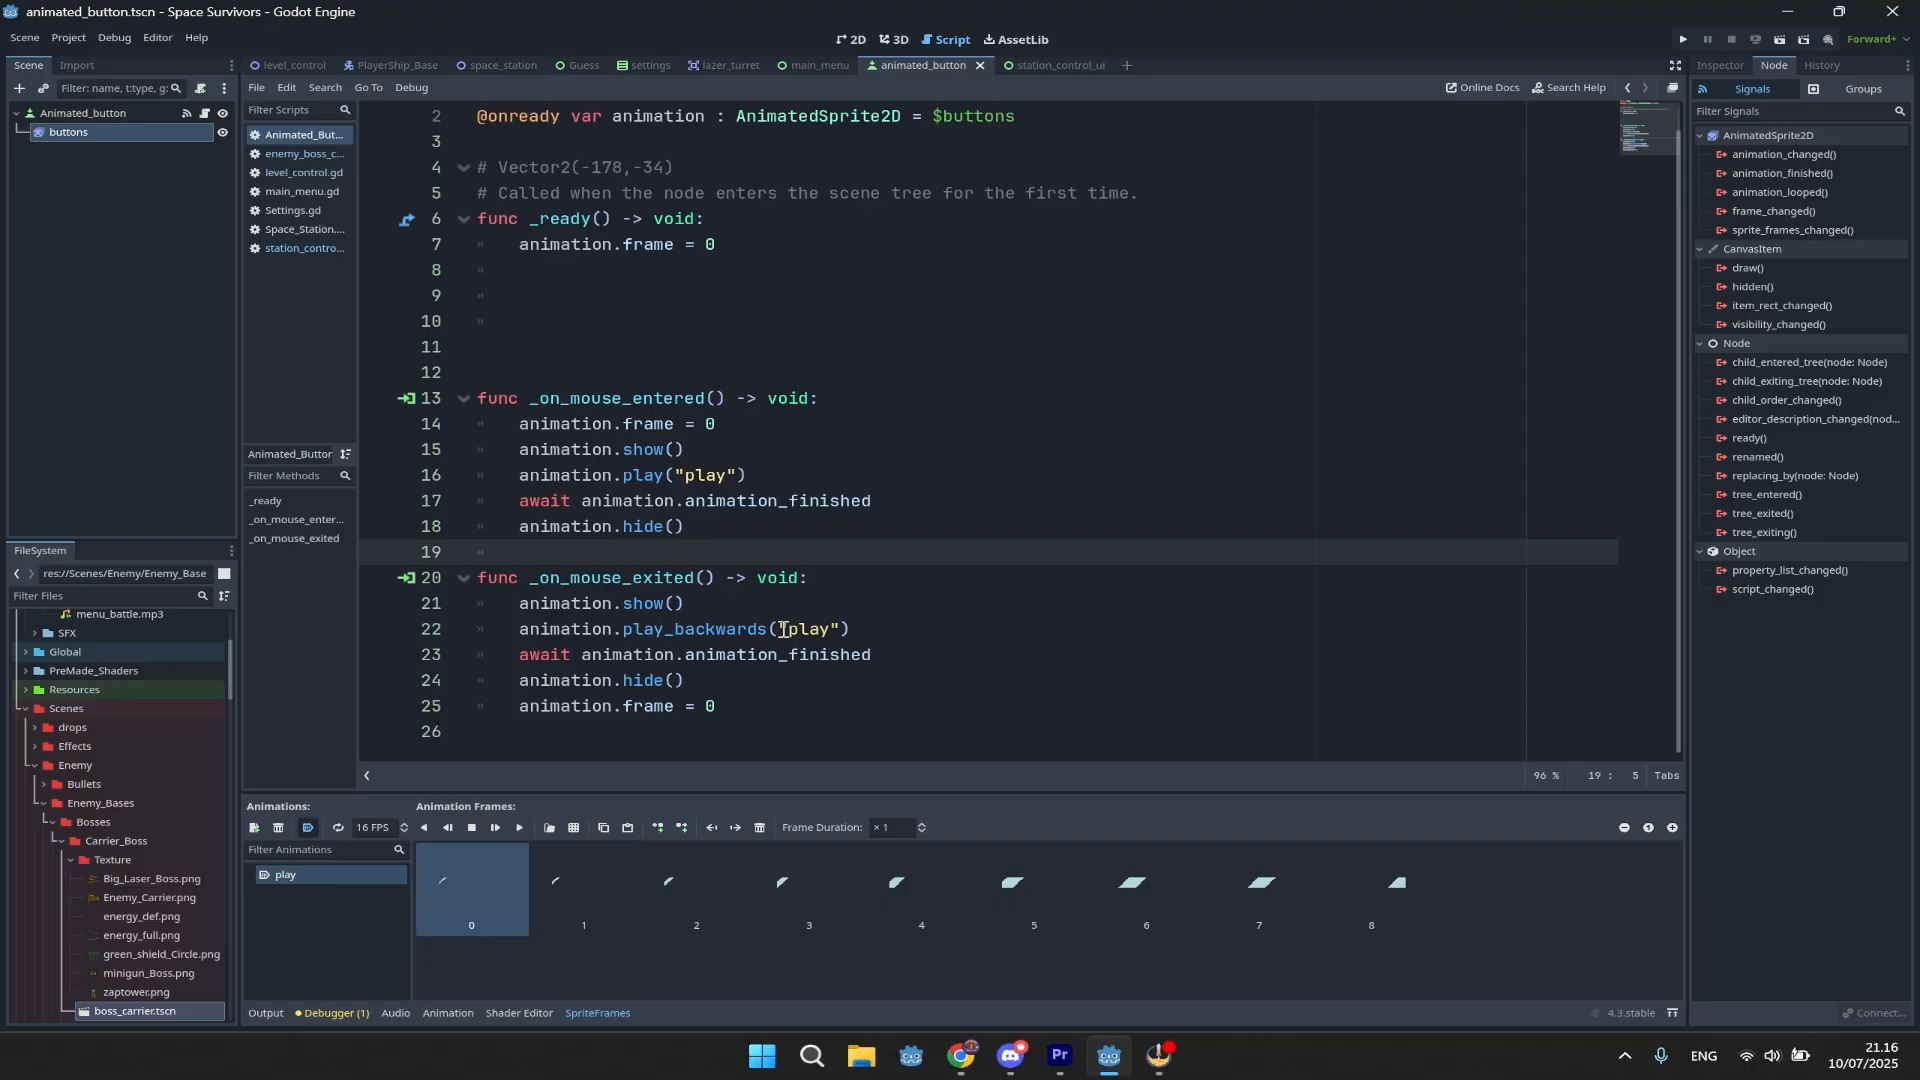 animated_button.tscn - Space Survivors - Godot Engine
Scene Project Debug Editor Help
2D 3D Script AssetLib
Forward+
Scene Import
level_control PlayerShip_Base space_station Guess settings lazer_turret main_menu animated_button station_control_ui
Inspector Node History
Filter: name, t:type, g:
File Edit Search Go To Debug
Online Docs Search Help
Signals Groups
Filter Scripts
Filter Signals
Animated_button
buttons
Animated_But...
enemy_boss_c...
level_control.gd
main_menu.gd
Settings.gd
Space_Station....
station_contro...
Animated_Buttor
Filter Methods
_ready
_on_mouse_enter...
_on_mouse_exited
2 @onready var animation : AnimatedSprite2D = $buttons
3
4 # Vector2(-178,-34)
5 # Called when the node enters the scene tree for the first time.
6 func _ready() -> void:
7 animation.frame = 0
8
9
10
11
12
13 func _on_mouse_entered() -> void:
14 animation.frame = 0
15 animation.show()
16 animation.play("play")
17 await animation.animation_finished
18 animation.hide()
19
20 func _on_mouse_exited() -> void:
21 animation.show()
22 animation.play_backwards("play")
23 await animation.animation_finished
24 animation.hide()
25 animation.frame = 0
26
96 % 19 : 5 Tabs
AnimatedSprite2D
animation_changed()
animation_finished()
animation_looped()
frame_changed()
sprite_frames_changed()
CanvasItem
draw()
hidden()
item_rect_changed()
visibility_changed()
Node
child_entered_tree(node: Node)
child_exiting_tree(node: Node)
child_order_changed()
editor_description_changed(nod...
ready()
renamed()
replacing_by(node: Node)
tree_entered()
tree_exited()
tree_exiting()
Object
property_list_changed()
script_changed()
Connect...
FileSystem
res://Scenes/Enemy/Enemy_Base
Filter Files
menu_battle.mp3
SFX
Global
PreMade_Shaders
Resources
Scenes
drops
Effects
Enemy
Bullets
Enemy_Bases
Bosses
Carrier_Boss
Texture
Big_Laser_Boss.png
Enemy_Carrier.png
energy_def.png
energy_full.png
green_shield_Circle.png
minigun_Boss.png
zaptower.png
boss_carrier.tscn
Animations: Animation Frames:
16 FPS Frame Duration: × 1
Filter Animations
play
0 1 2 3 4 5 6 7 8
Output Debugger (1) Audio Animation Shader Editor SpriteFrames 4.3.stable
Pr
ENG
21.16
10/07/2025